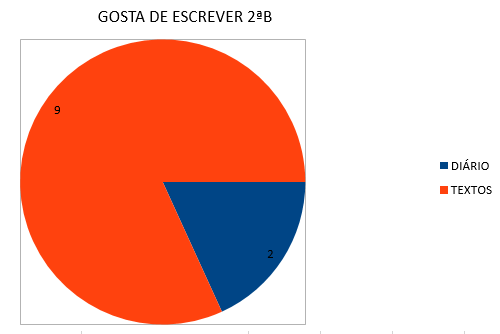 GOSTA DE ESCREVER 2ªB
9
2
DIÁRIO
TEXTOS